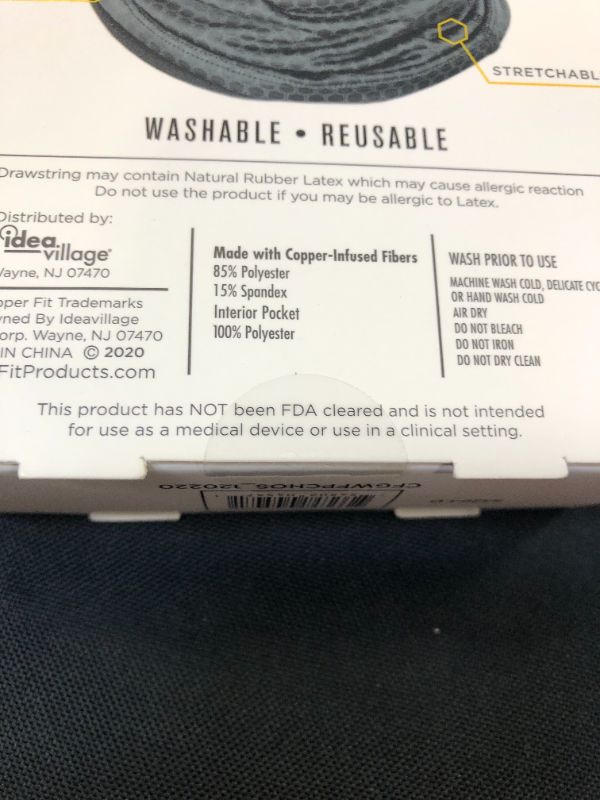 STRETCHABL
WASHABLE • REUSABLE
Drawstring may contain Natural Rubber Latex which may cause allergic reaction
Do not use the product if you may be allergic to Latex.
Distributed by:
idea
village®
Wayne, NJ 07470
pper Fit Trademarks
ned By Ideavillage
orp. Wayne, NJ 07470
IN CHINA © 2020
FitProducts.com
Made with Copper-Infused Fibers
85% Polyester
15% Spandex
Interior Pocket
100% Polyester
WASH PRIOR TO USE
MACHINE WASH COLD, DELICATE CYC
OR HAND WASH COLD
AIR DRY
DO NOT BLEACH
DO NOT IRON
DO NOT DRY CLEAN
This product has NOT been FDA cleared and is not intended
for use as a medical device or use in a clinical setting.
CFGWFPCHOS_120220